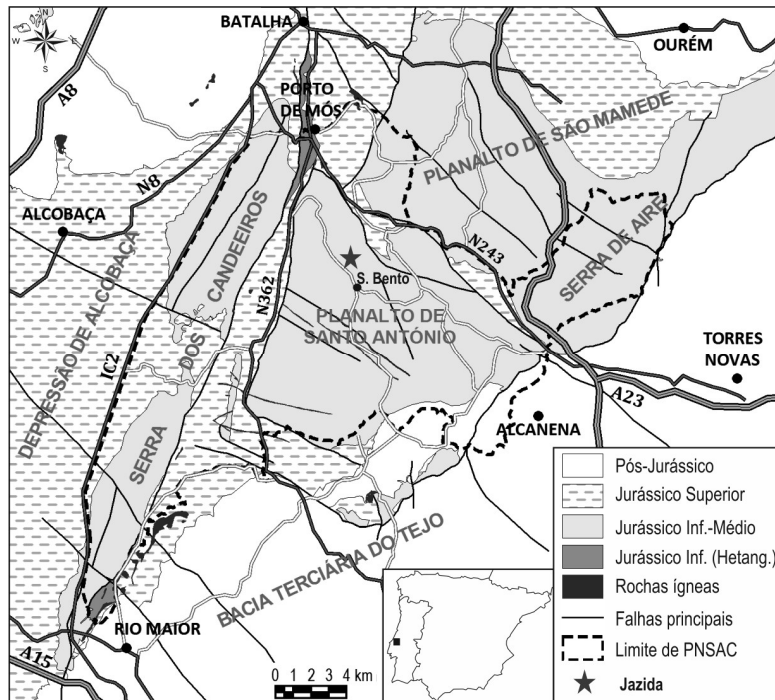 N
W
E
S
BATALHA
OURÉM
A8
PORTO
DE MÓS
PLANALTO DE SÃO MAMEDE
N8
ALCOBAÇA
DEPRESSÃO DE ALCOBAÇA
SERRA
DOS
CANDEEIROS
N362
IC2
S. Bento
PLANALTO DE
SANTO ANTÓNIO
N243
SERRA DE AIRE
TORRES
NOVAS
A23
ALCANENA
BACIA TERCIÁRIA DO TEJO
RIO MAIOR
A15
0 1 2 3 4 km
Pós-Jurássico
Jurássico Superior
Jurássico Inf.-Médio
Jurássico Inf. (Hetang.)
Rochas ígneas
Falhas principais
Limite de PNSAC
Jazida